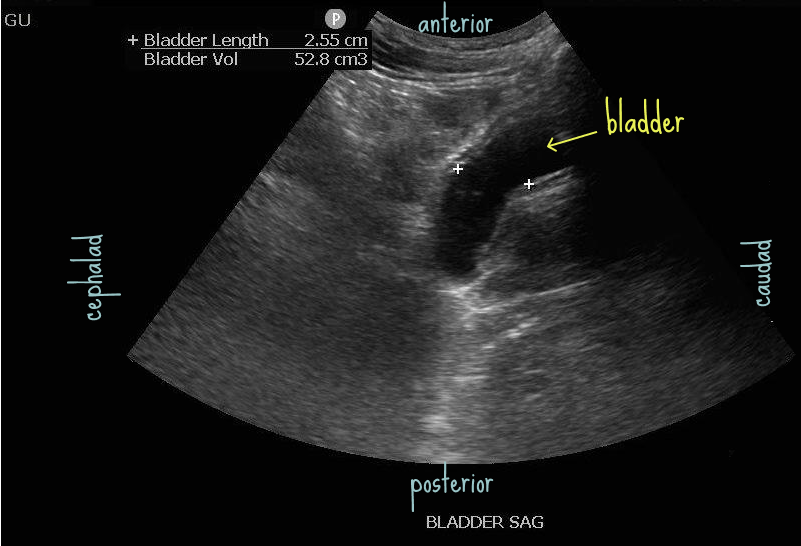 GU
P
anterior
+ Bladder Length 2.55 cm
Bladder Vol 52.8 cm3
bladder
cephalad
caudad
posterior
BLADDER SAG